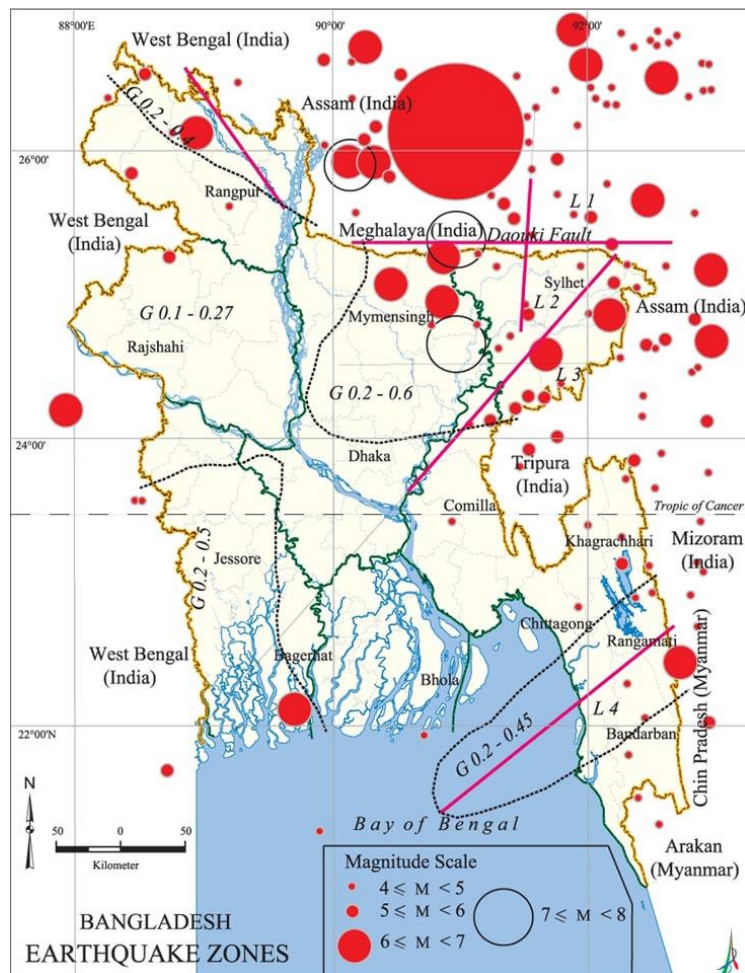 88°00'E
90°00
92°00
West Bengal (India)
West Bengal (India)
Assam (India)
G 0.2 - 0.4
26°00
Rangpur
L 1
West Bengal
(India)
Meghalaya (India)
Daouki Fault
Sylhet
G 0.1 - 0.27
L 2
Assam (India)
Mymensingh
Rajshahi
L 3
G 0.2 - 0.6
24°00
Dhaka
Tripura
(India)
Comilla
Tropic of Cancer
Khagrachhari
Mizoram
(India)
G 0.2 - 0.5
Jessore
Chittagong
Rangamati
West Bengal
(India)
Bagerhat
Bhola
Chin Pradesh (Myanmar)
L 4
22°00'N
G 0.2 - 0.45
Bandarban
N
50 0 50
Kilometer
Bay of Bengal
Arakan
(Myanmar)
Magnitude Scale
4 ⩽ M < 5
5 ⩽ M < 6
6 ⩽ M < 7
7 ⩽ M < 8
BANGLADESH
EARTHQUAKE ZONES